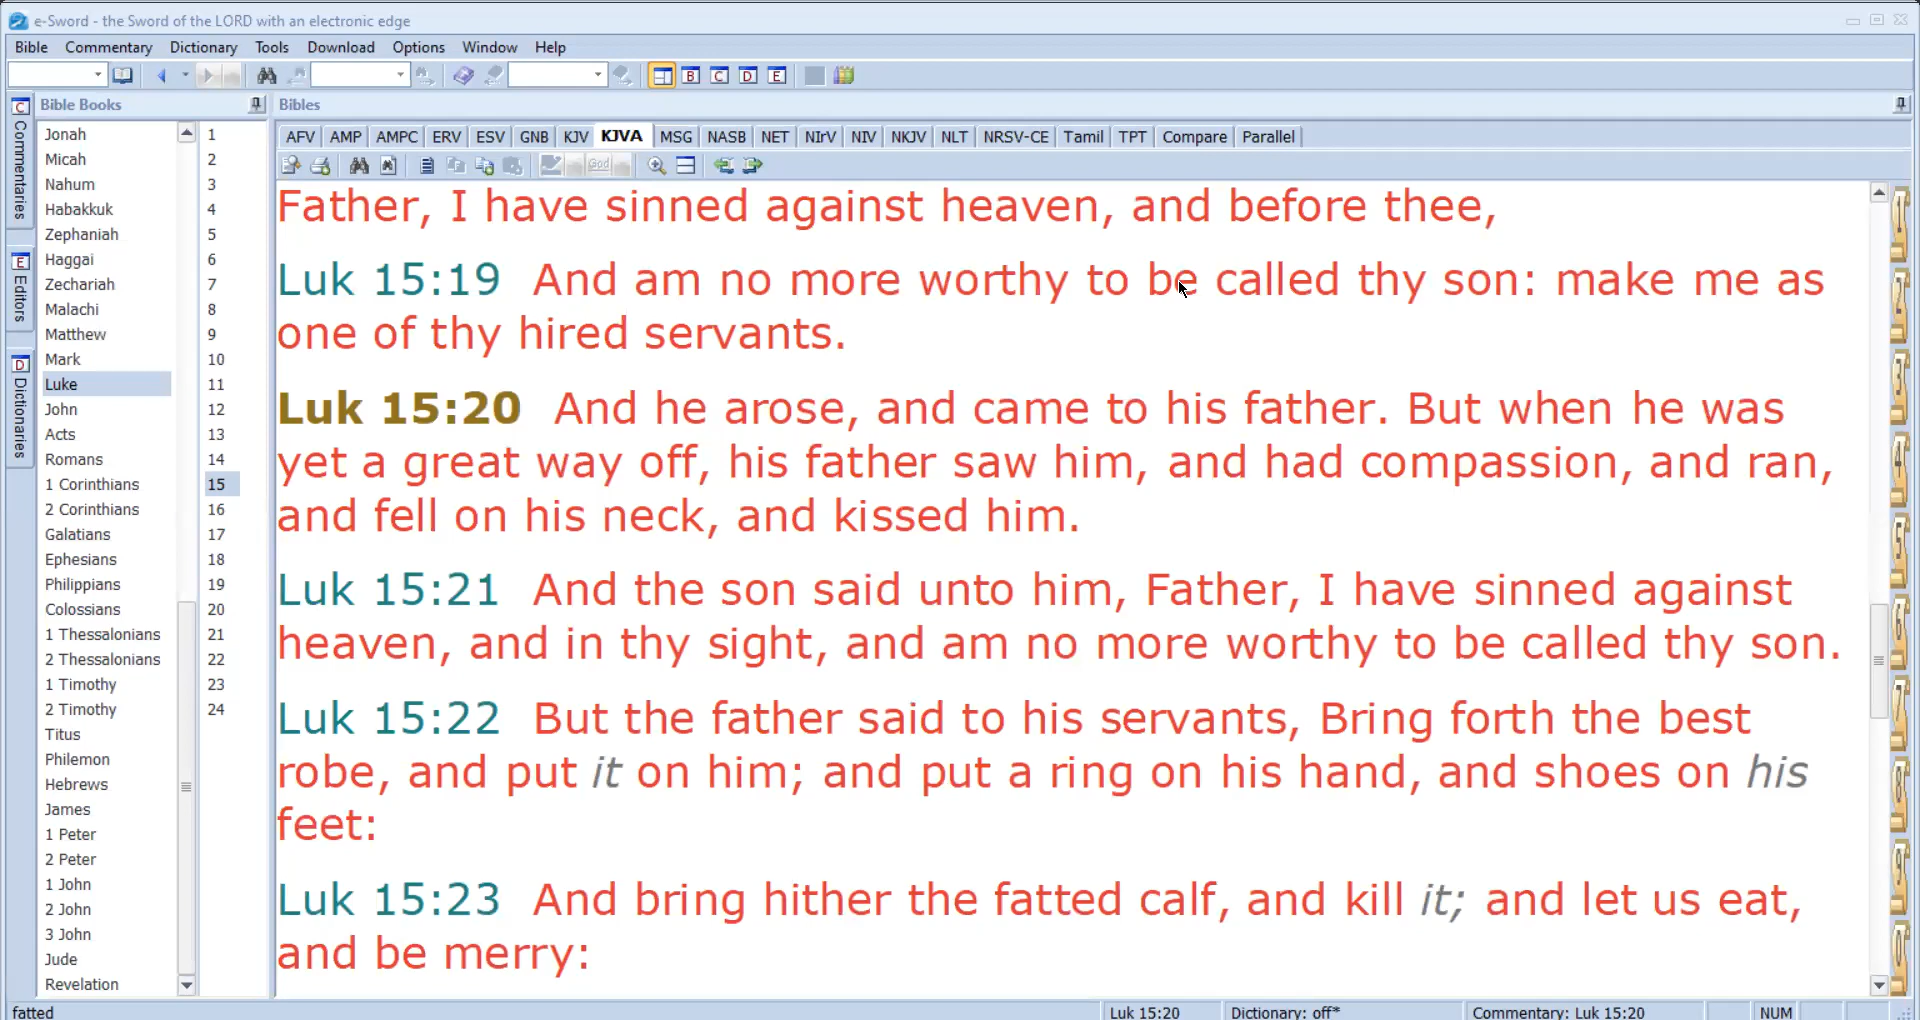 e-Sword - the Sword of the LORD with an electronic edge
Bible Commentary Dictionary Tools Download Options Window Help
B C D E
Bible Books
Bibles
C Commentaries
E Editors
D Dictionaries
Jonah
Micah
Nahum
Habakkuk
Zephaniah
Haggai
Zechariah
Malachi
Matthew
Mark
Luke
John
Acts
Romans
1 Corinthians
2 Corinthians
Galatians
Ephesians
Philippians
Colossians
1 Thessalonians
2 Thessalonians
1 Timothy
2 Timothy
Titus
Philemon
Hebrews
James
1 Peter
2 Peter
1 John
2 John
3 John
Jude
Revelation
1
2
3
4
5
6
7
8
9
10
11
12
13
14
15
16
17
18
19
20
21
22
23
24
AFV AMP AMPC ERV ESV GNB KJV KJVA MSG NASB NET NIrV NIV NKJV NLT NRSV-CE Tamil TPT Compare Parallel
God
Father, I have sinned against heaven, and before thee,
Luk 15:19 And am no more worthy to be called thy son: make me as
one of thy hired servants.
Luk 15:20 And he arose, and came to his father. But when he was
yet a great way off, his father saw him, and had compassion, and ran,
and fell on his neck, and kissed him.
Luk 15:21 And the son said unto him, Father, I have sinned against
heaven, and in thy sight, and am no more worthy to be called thy son.
Luk 15:22 But the father said to his servants, Bring forth the best
robe, and put it on him; and put a ring on his hand, and shoes on his
feet:
Luk 15:23 And bring hither the fatted calf, and kill it; and let us eat,
and be merry:
1
2
3
4
5
6
7
8
9
0
fatted
Luk 15:20
Dictionary: off*
Commentary: Luk 15:20
NUM